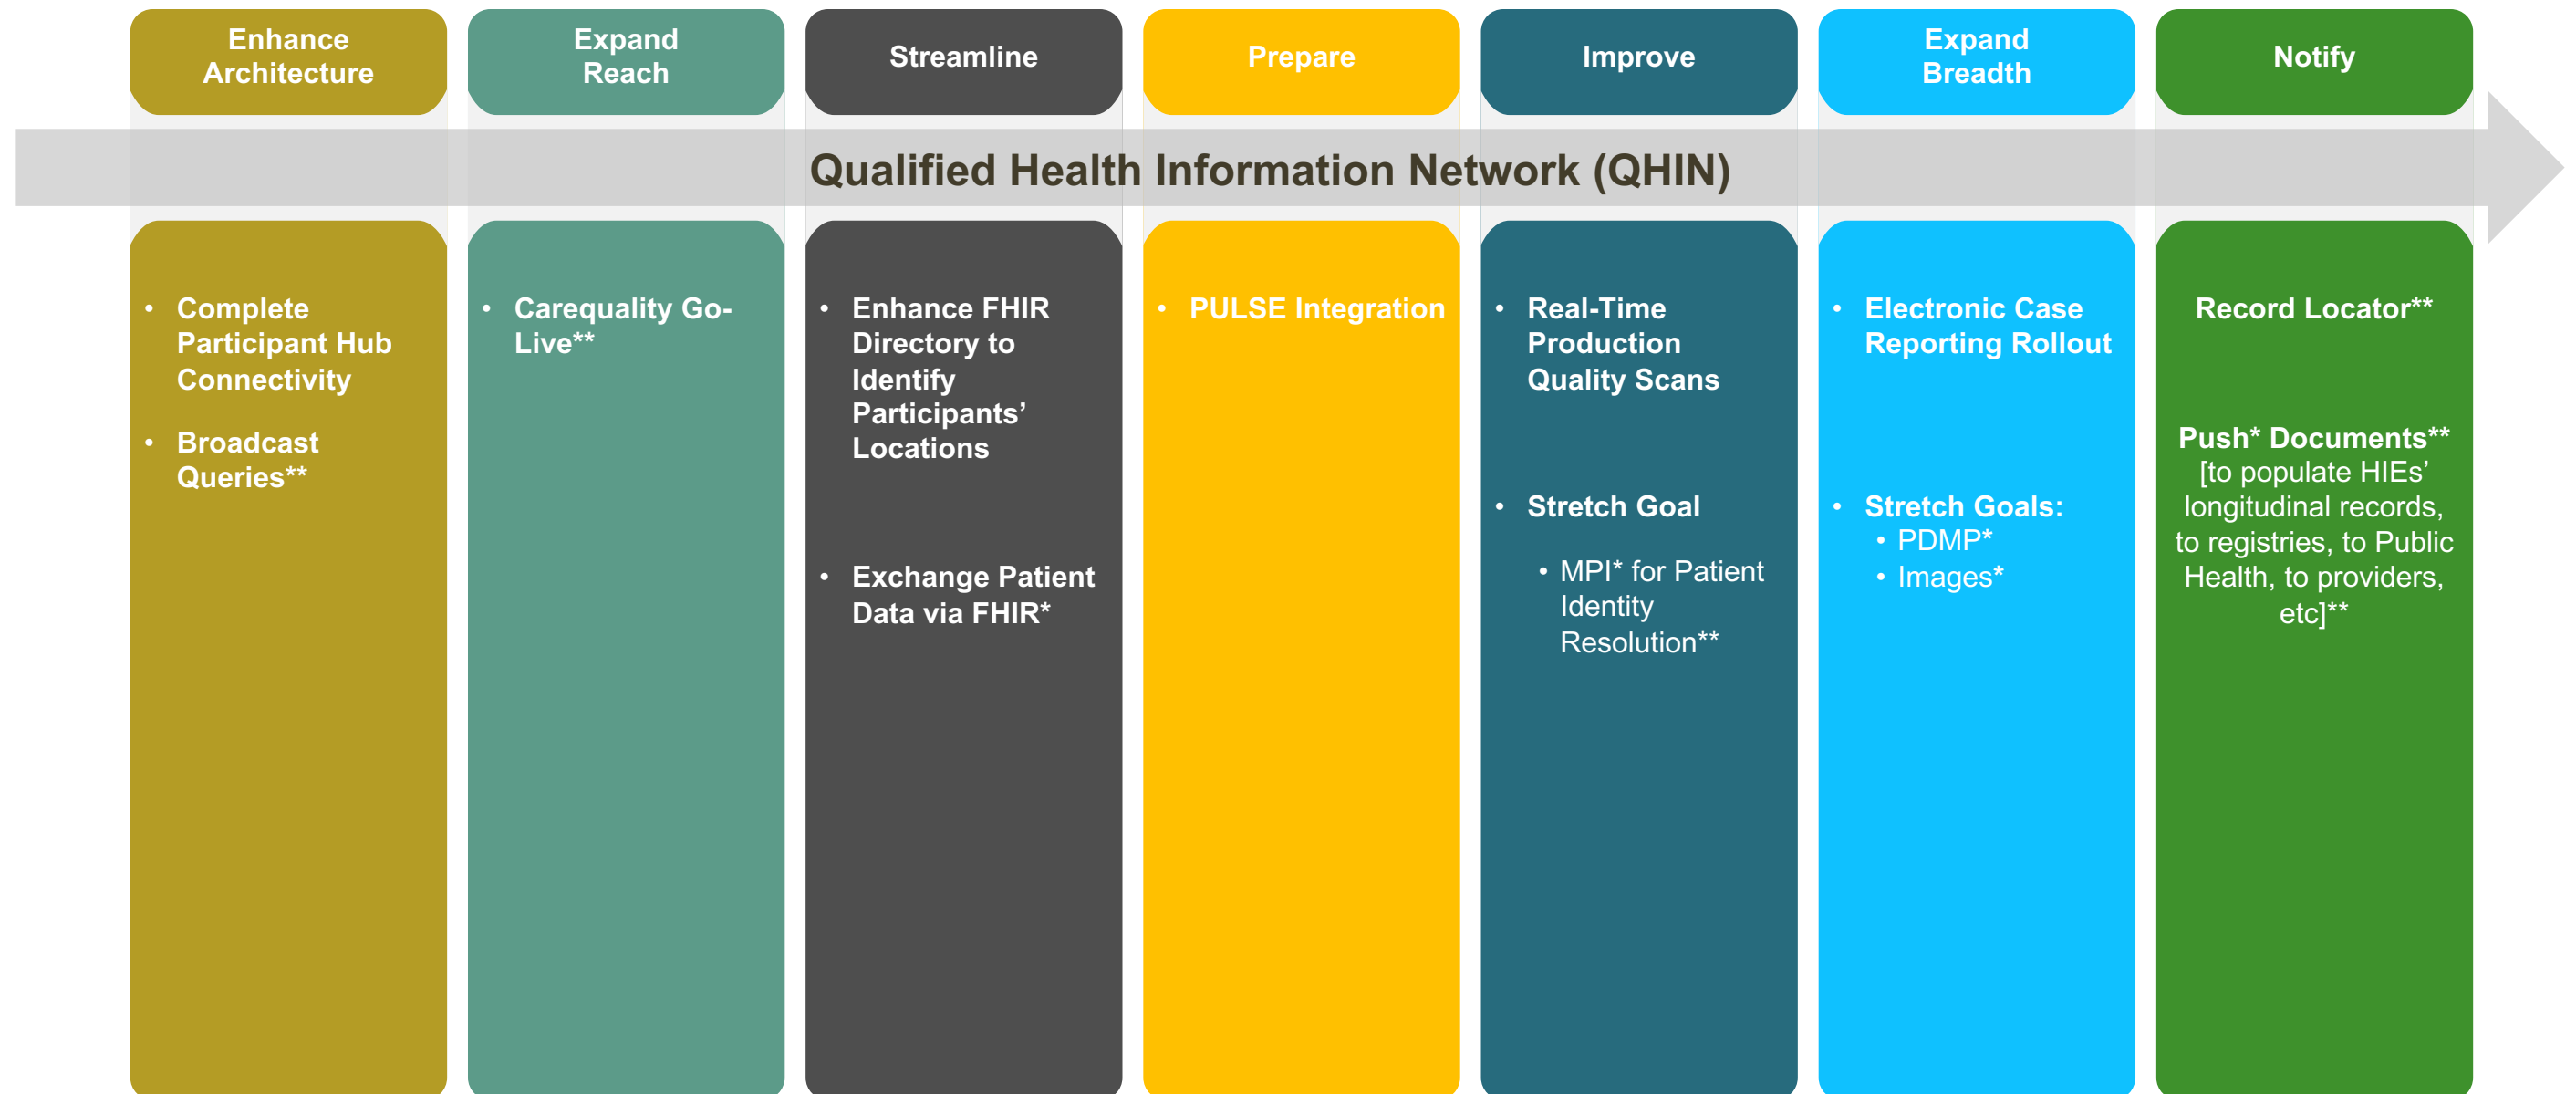 Enhance
Architecture
Expand
Reach
Streamline
Prepare
Improve
Expand
Breadth
Notify
Qualified Health Information Network (QHIN)
• Complete
Participant Hub
Connectivity
• Broadcast
Queries**
• Carequality Go-
Live**
• Enhance FHIR
Directory to
Identify
Participants’
Locations
• Exchange Patient
Data via FHIR*
• PULSE Integration
• Real-Time
Production
Quality Scans
• Stretch Goal
• MPI* for Patient
Identity
Resolution**
• Electronic Case
Reporting Rollout
• Stretch Goals:
• PDMP*
• Images*
Record Locator**
Push* Documents**
[to populate HIEs’
longitudinal records,
to registries, to Public
Health, to providers,
etc]**